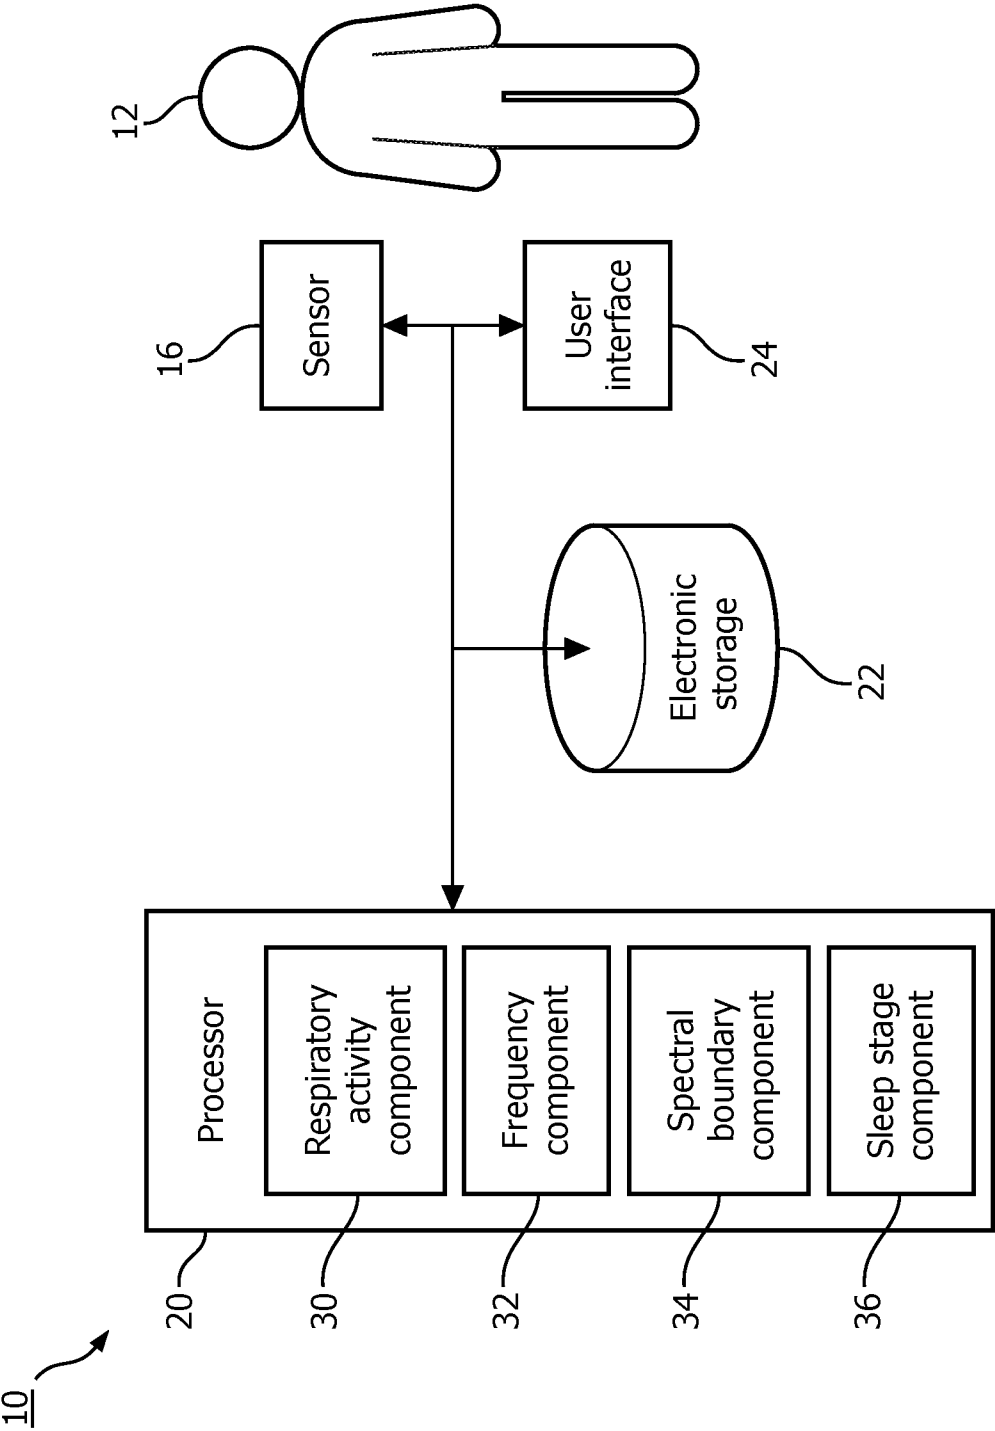 10
20
Processor
30
Respiratory
activity
component
32
Frequency
component
34
Spectral
boundary
component
36
Sleep stage
component
22
Electronic
storage
16
Sensor
24
User
interface
12